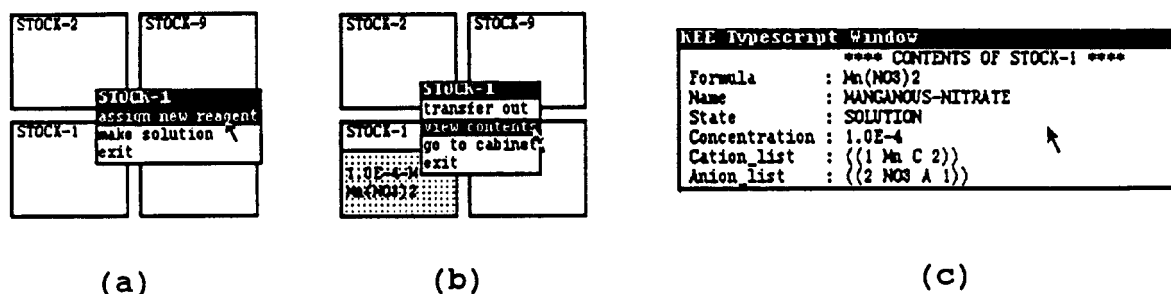 STOCK-2 STOCK-9
STOCK-1
assign new reagent
make solution
exit
STOCK-1
(a)
STOCK-2 STOCK-9
STOCK-1
transfer out
view contents
go to cabinet
exit
STOCK-1
1.0E-4-M
Mn(NO3)2
(b)
KEE Typescript Window
**** CONTENTS OF STOCK-1 ****
Formula : Mn(NO3)2
Name : MANGANOUS-NITRATE
State : SOLUTION
Concentration : 1.0E-4
Cation_list : ((1 Mn C 2))
Anion_list : ((2 NO3 A 1))
(c)